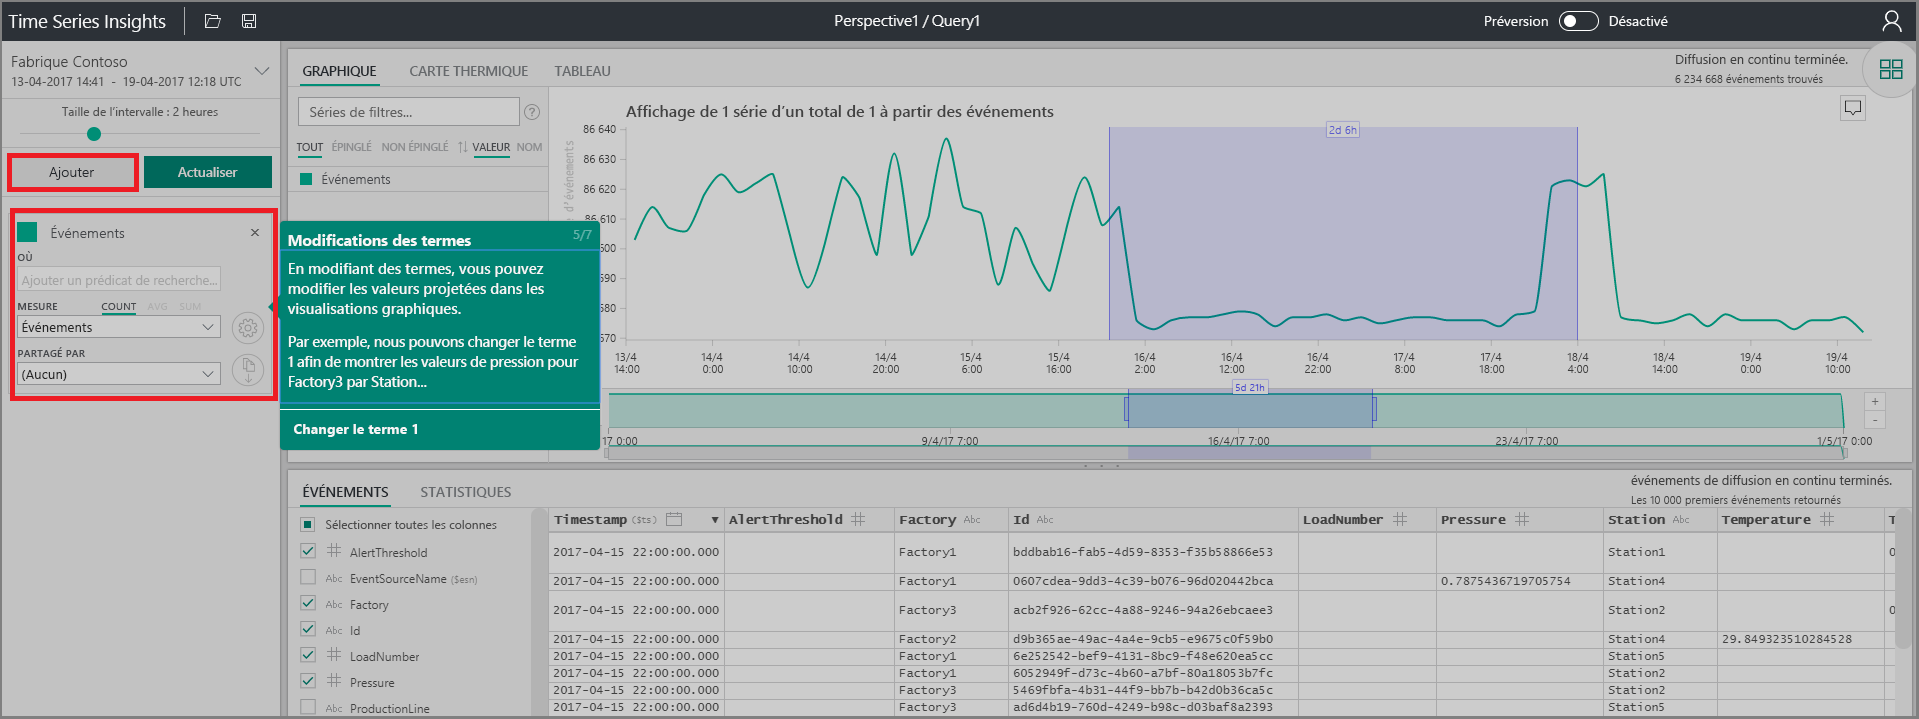 Time Series Insights
Perspective1 / Query1
Préversion
Désactivé
Fabrique Contoso
13-04-2017 14:41 - 19-04-2017 12:18 UTC
Taille de l'intervalle : 2 heures
Ajouter
Actualiser
Événements
×
OÙ
Ajouter un prédicat de recherche...
MESURE
COUNT
AVG
SUM
Événements
PARTAGÉ PAR
(Aucun)
GRAPHIQUE
CARTE THERMIQUE
TABLEAU
Diffusion en continu terminée.
6 234 668 événements trouvés
Séries de filtres...
?
TOUT
ÉPINGLÉ
NON ÉPINGLÉ
VALEUR
NOM
Événements
Modifications des termes
5/7
En modifiant des termes, vous pouvez
modifier les valeurs projetées dans les
visualisations graphiques.
Par exemple, nous pouvons changer le terme
1 afin de montrer les valeurs de pression pour
Factory3 par Station...
Changer le terme 1
Affichage de 1 série d'un total de 1 à partir des événements
d'événements
86 640
86 630
86 620
86 610
600
590
580
570
2d 6h
13/4 14:00
14/4 0:00
14/4 10:00
14/4 20:00
15/4 6:00
15/4 16:00
16/4 2:00
16/4 12:00
16/4 22:00
17/4 8:00
17/4 18:00
18/4 4:00
18/4 14:00
19/4 0:00
19/4 10:00
5d 21h
+
-
17 0:00
9/4/17 7:00
16/4/17 7:00
23/4/17 7:00
1/5/17 0:00
ÉVÉNEMENTS
STATISTIQUES
événements de diffusion en continu terminés.
Les 10 000 premiers événements retournés
Sélectionner toutes les colonnes
AlertThreshold
Abc EventSourceName ($esn)
Abc Factory
Abc Id
LoadNumber
Pressure
Abc ProductionLine
Timestamp ($ts) AlertThreshold Factory Abc Id Abc LoadNumber Pressure Station Abc Temperature T
2017-04-15 22:00:00.000 Factory1 bddbab16-fab5-4d59-8353-f35b58866e53 Station1 0
2017-04-15 22:00:00.000 Factory1 0607cdea-9dd3-4c39-b076-96d020442bca 0.7875436719705754 Station4
2017-04-15 22:00:00.000 Factory3 acb2f926-62cc-4a88-9246-94a26ebcaee3 Station2 0
2017-04-15 22:00:00.000 Factory2 d9b365ae-49ac-4a4e-9cb5-e9675c0f59b0 Station4 29.849323510284528
2017-04-15 22:00:00.000 Factory1 6e252542-bef9-4131-8bc9-f48e620ea5cc Station5
2017-04-15 22:00:00.000 Factory1 6052949f-d73c-4b60-a7bf-80a18053b7fc Station2
2017-04-15 22:00:00.000 Factory3 5469fbfa-4b31-44f9-bb7b-b42d0b36ca5c Station2
2017-04-15 22:00:00.000 Factory3 ad6d4b19-760d-4249-b98c-d03baf8a2393 Station5